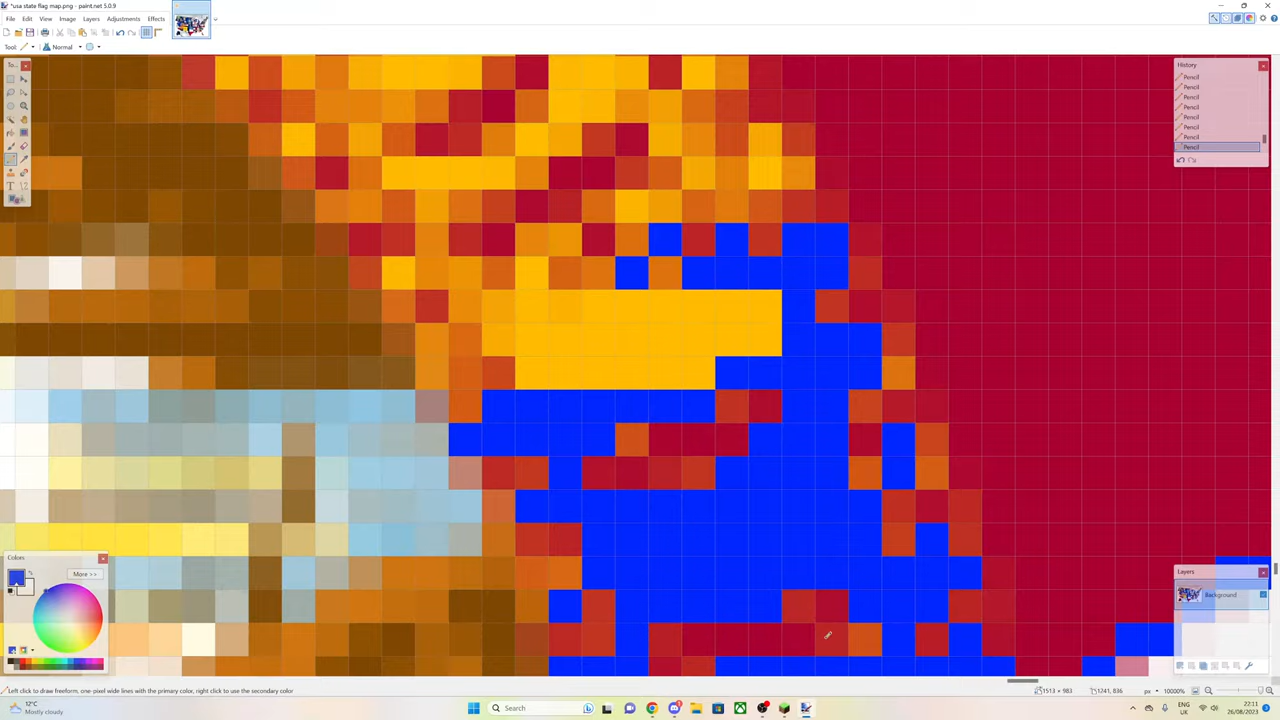 *usa state flag map.png - paint.net 5.0.9
File Edit View Image Layers Adjustments Effects
Tool: Normal
To...
History
Pencil
Pencil
Pencil
Pencil
Pencil
Pencil
Pencil
Pencil
Colors
More >>
Layers
Background
Left click to draw freeform, one-pixel wide lines with the primary color, right click to use the secondary color
1513 × 983
1241, 836
px
10000%
12°C
Mostly cloudy
Search
ENG
UK
22:11
26/08/2023